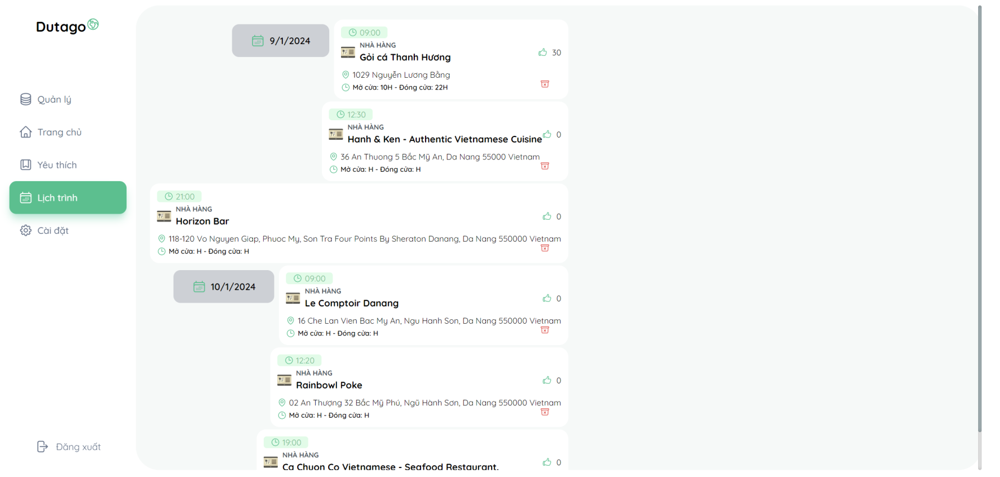 Dutago
Quản lý
Trang chủ
Yêu thích
Lịch trình
Cài đặt
Đăng xuất
9/1/2024
09:00
NHÀ HÀNG
Gỏi cá Thanh Hương
30
1029 Nguyễn Lương Bằng
Mở cửa: 10H - Đóng cửa: 22H
12:30
NHÀ HÀNG
Hanh & Ken - Authentic Vietnamese Cuisine
0
36 An Thuong 5 Bắc Mỹ An, Da Nang 55000 Vietnam
Mở cửa: H - Đóng cửa: H
21:00
NHÀ HÀNG
Horizon Bar
0
118-120 Vo Nguyen Giap, Phuoc My, Son Tra Four Points By Sheraton Danang, Da Nang 550000 Vietnam
Mở cửa: H - Đóng cửa: H
10/1/2024
09:00
NHÀ HÀNG
Le Comptoir Danang
0
16 Che Lan Vien Bac My An, Ngu Hanh Son, Da Nang 550000 Vietnam
Mở cửa: H - Đóng cửa: H
12:20
NHÀ HÀNG
Rainbowl Poke
0
02 An Thượng 32 Bắc Mỹ Phú, Ngũ Hành Sơn, Da Nang 550000 Vietnam
Mở cửa: H - Đóng cửa: H
19:00
NHÀ HÀNG
Ca Chuon Co Vietnamese - Seafood Restaurant.
0